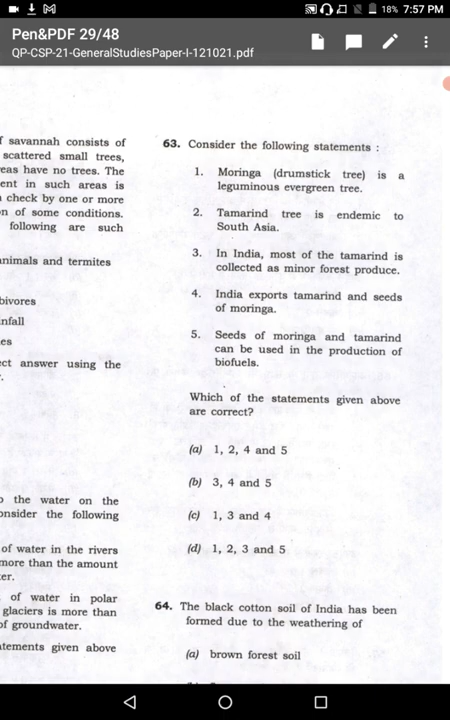 18% 7:57 PM
Pen&PDF 29/48
QP-CSP-21-GeneralStudiesPaper-I-121021.pdf
f savannah consists of
scattered small trees,
eas have no trees. The
ent in such areas is
check by one or more
n of some conditions.
following are such
animals and termites
bivores
nfall
es
ect answer using the
o the water on the
onsider the following
of water in the rivers
more than the amount
er.
of water in polar
glaciers is more than
of groundwater.
atements given above
63. Consider the following statements :
1. Moringa (drumstick tree) is a
leguminous evergreen tree.
2. Tamarind tree is endemic to
South Asia.
3. In India, most of the tamarind is
collected as minor forest produce.
4. India exports tamarind and seeds
of moringa.
5. Seeds of moringa and tamarind
can be used in the production of
biofuels.
Which of the statements given above
are correct?
(a) 1, 2, 4 and 5
(b) 3, 4 and 5
(c) 1, 3 and 4
(d) 1, 2, 3 and 5
64. The black cotton soil of India has been
formed due to the weathering of
(a) brown forest soil